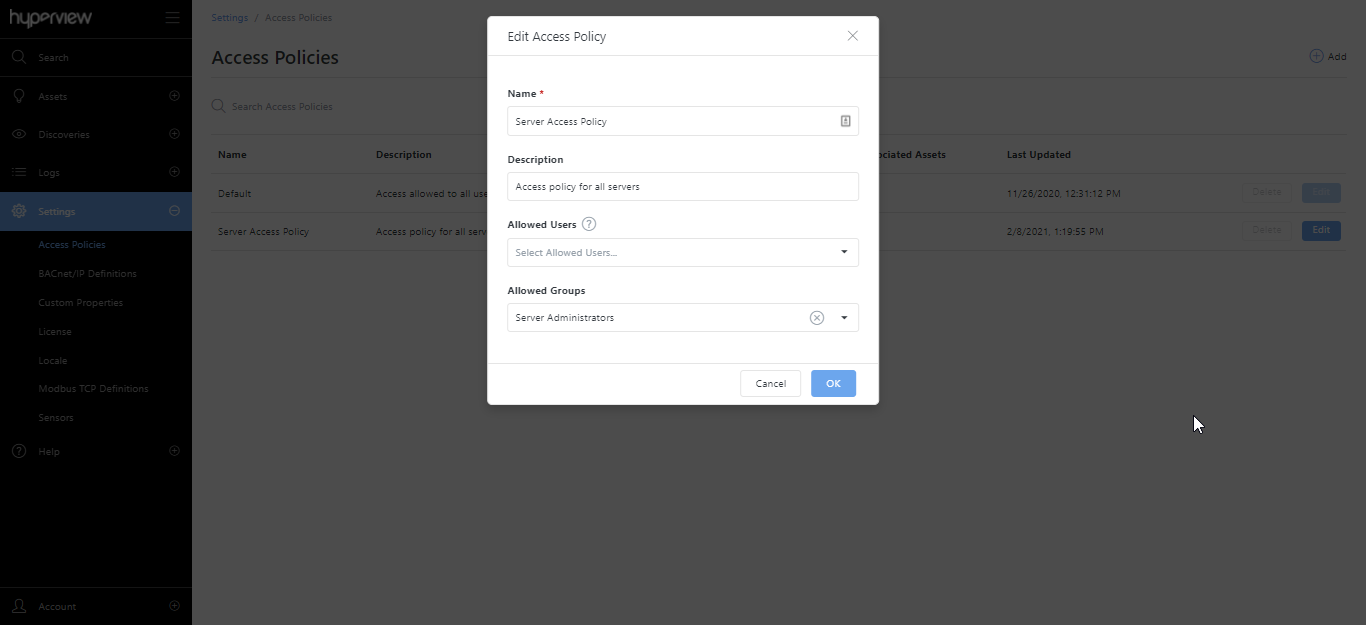 hyperview
Search
Assets
Discoveries
Logs
Settings
Access Policies
BACnet/IP Definitions
Custom Properties
License
Locale
Modbus TCP Definitions
Sensors
Help
Account
Settings / Access Policies
Access Policies
Add
Search Access Policies
Name Description ociated Assets Last Updated
Default Access allowed to all use 11/26/2020, 12:31:12 PM Delete Edit
Server Access Policy Access policy for all serv 2/8/2021, 1:19:55 PM Delete Edit
Edit Access Policy
Name *
Server Access Policy
Description
Access policy for all servers
Allowed Users ?
Select Allowed Users...
Allowed Groups
Server Administrators
Cancel OK